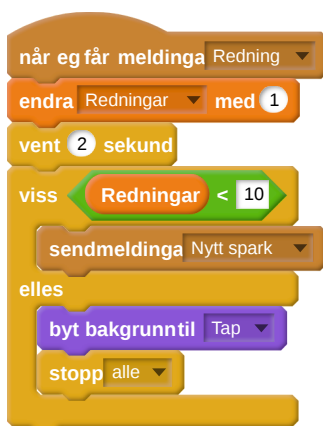 når eg får meldinga Redning
endra Redningar med 1
vent 2 sekund
viss Redningar < 10
sendmeldinga Nytt spark
elles
byt bakgrunntil Tap
stopp alle